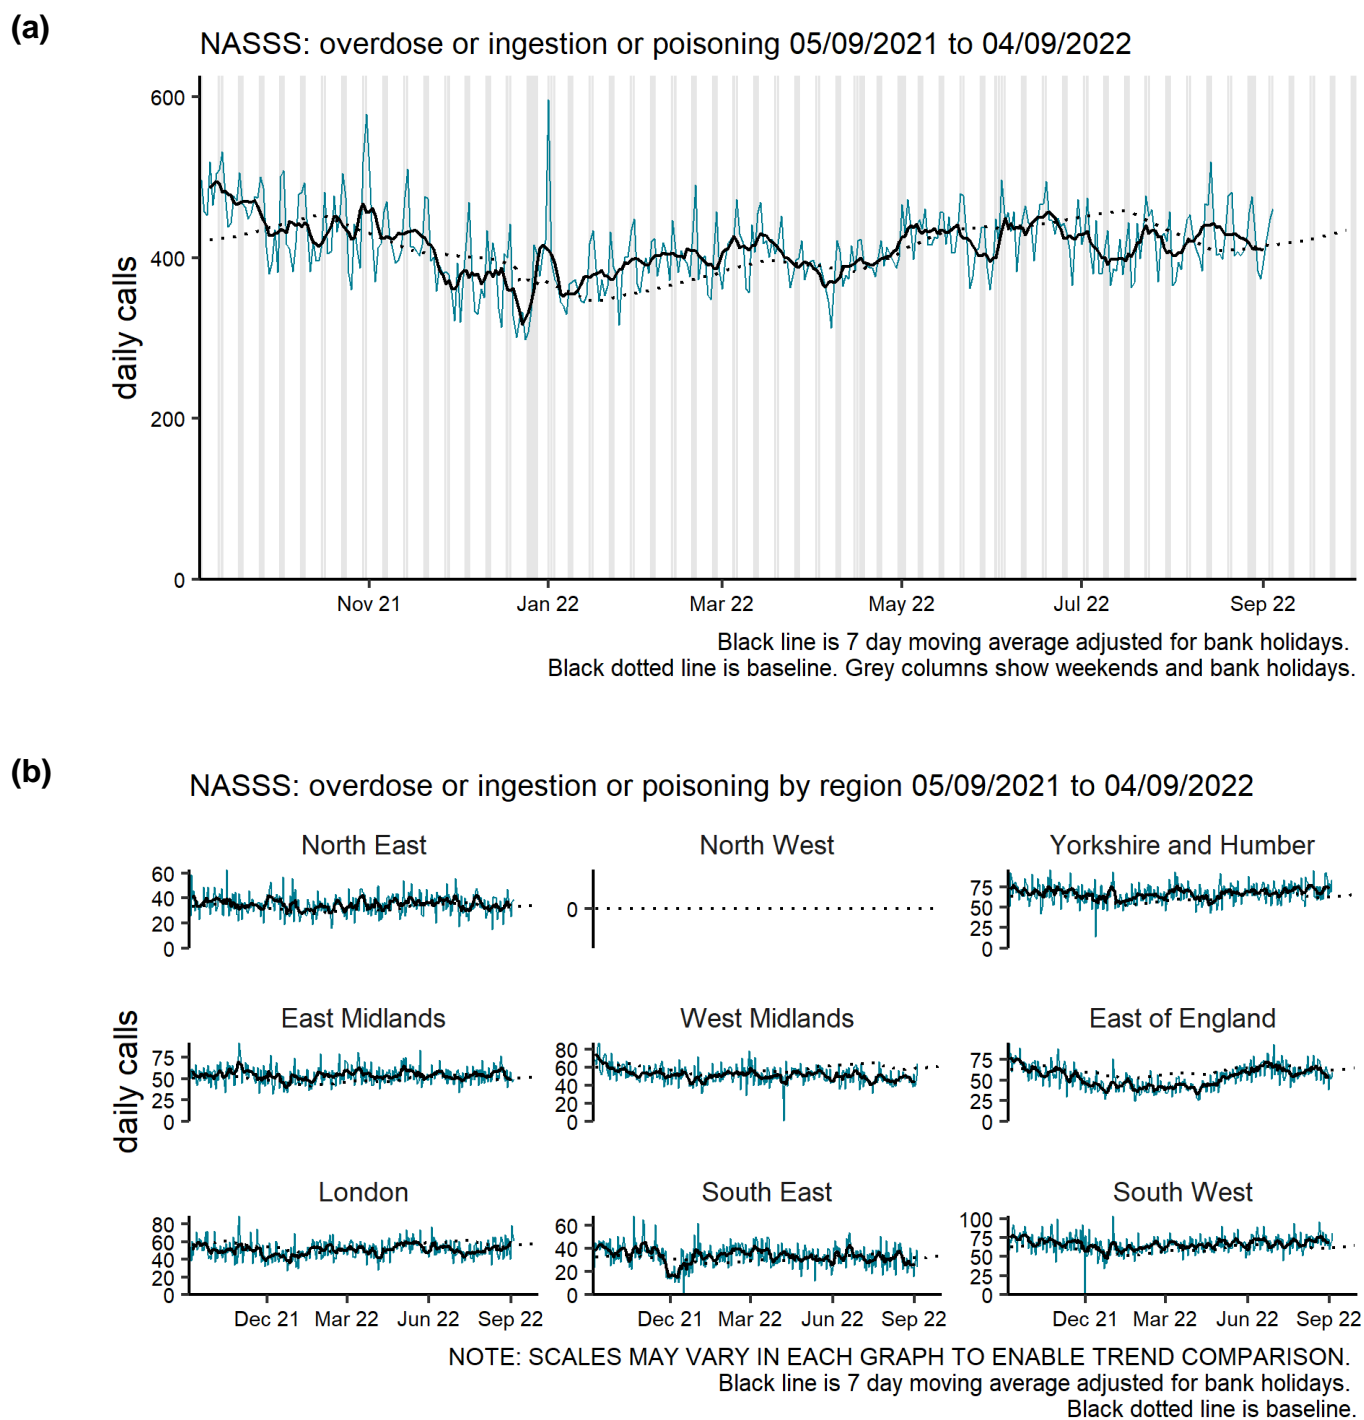 (a)
NASSS: overdose or ingestion or poisoning 05/09/2021 to 04/09/2022
600
400
200
0
daily calls
Nov 21 Jan 22 Mar 22 May 22 Jul 22 Sep 22
Black line is 7 day moving average adjusted for bank holidays.
Black dotted line is baseline. Grey columns show weekends and bank holidays.
(b)
NASSS: overdose or ingestion or poisoning by region 05/09/2021 to 04/09/2022
daily calls
North East
60
40
20
0
North West
0
Yorkshire and Humber
75
50
25
0
East Midlands
75
50
25
0
West Midlands
80
60
40
20
0
East of England
75
50
25
0
London
80
60
40
20
0
South East
60
40
20
0
South West
100
75
50
25
0
Dec 21 Mar 22 Jun 22 Sep 22
Dec 21 Mar 22 Jun 22 Sep 22
Dec 21 Mar 22 Jun 22 Sep 22
NOTE: SCALES MAY VARY IN EACH GRAPH TO ENABLE TREND COMPARISON.
Black line is 7 day moving average adjusted for bank holidays.
Black dotted line is baseline.